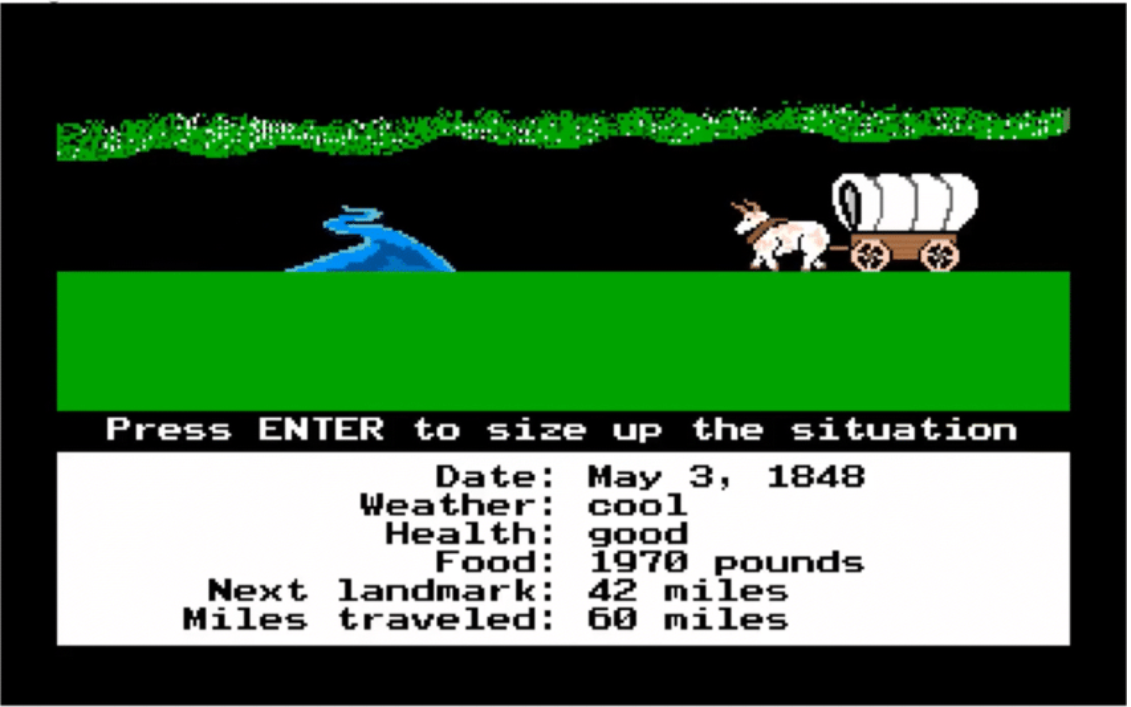 Press ENTER to size up the situation
Date: May 3, 1848
Weather: cool
Health: good
Food: 1970 pounds
Next landmark: 42 miles
Miles traveled: 60 miles